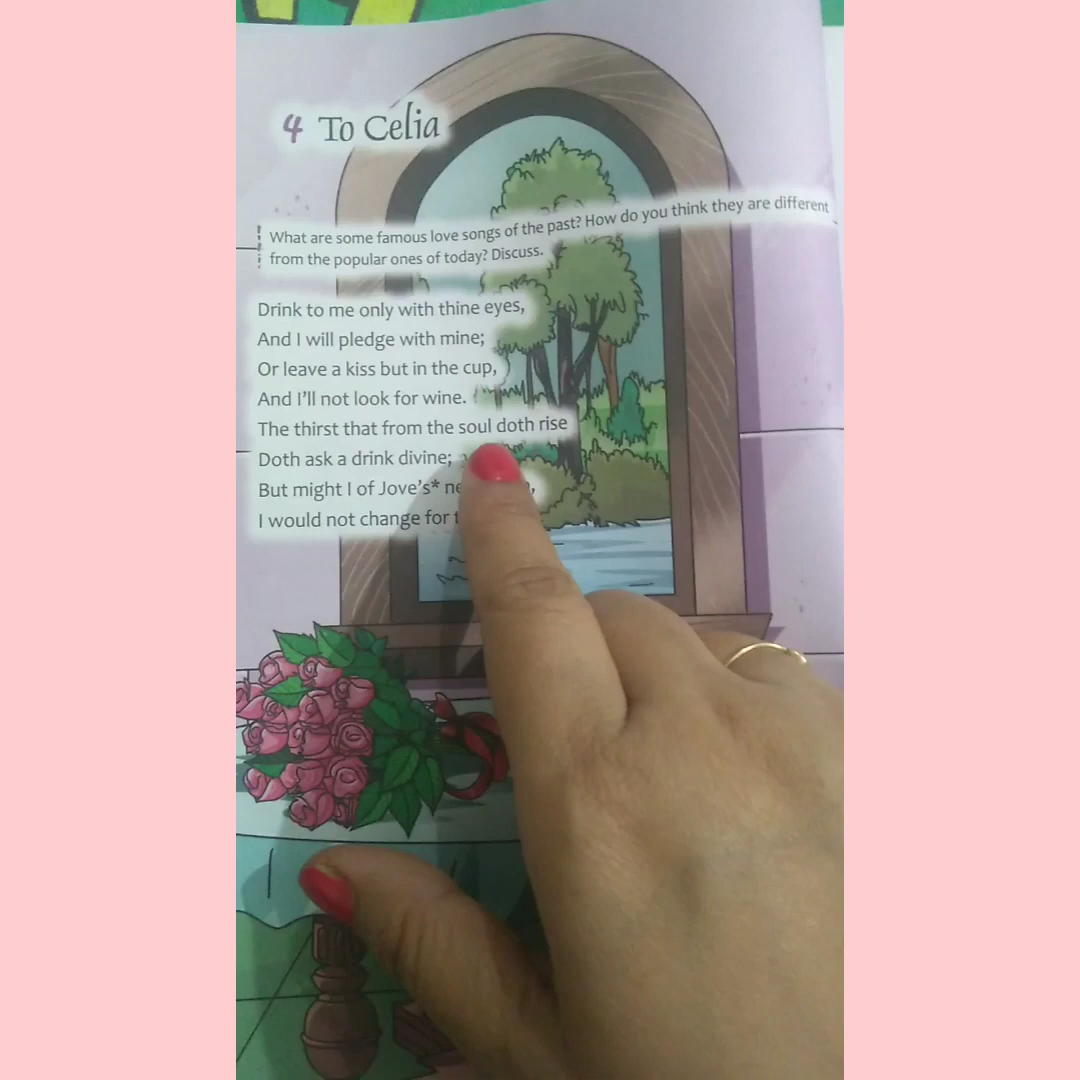 4 To Celia
What are some famous love songs of the past? How do you think they are different
from the popular ones of today? Discuss.
Drink to me only with thine eyes,
And I will pledge with mine;
Or leave a kiss but in the cup,
And I'll not look for wine.
The thirst that from the soul doth rise
Doth ask a drink divine;
But might I of Jove's*
I would not change for